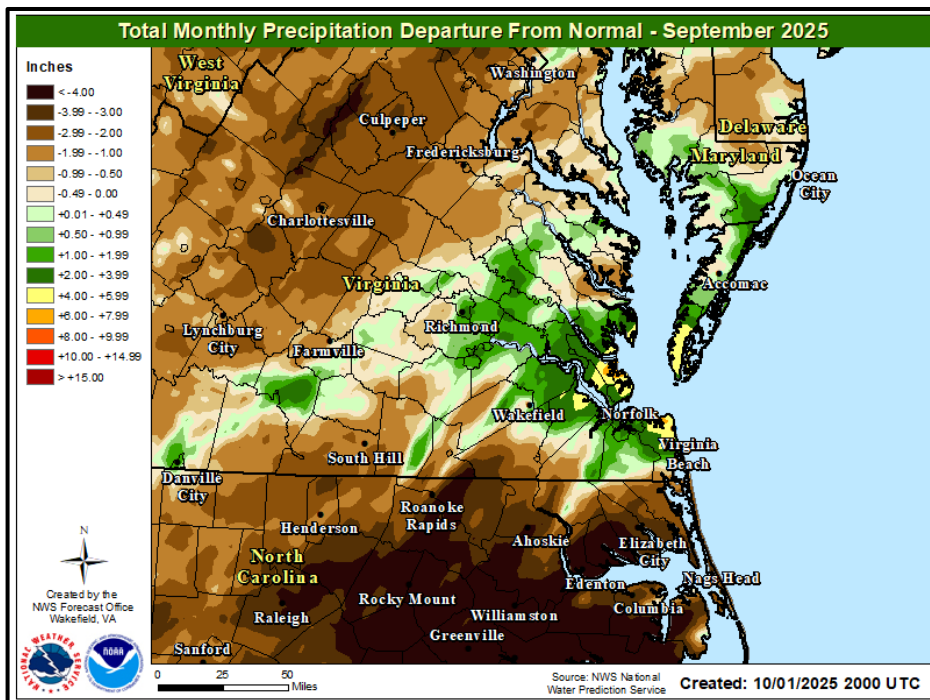 Total Monthly Precipitation Departure From Normal - September 2025
Inches
< -4.00
-3.99 - -3.00
-2.99 - -2.00
-1.99 - -1.00
-0.99 - -0.50
-0.49 - 0.00
+0.01 - +0.49
+0.50 - +0.99
+1.00 - +1.99
+2.00 - +3.99
+4.00 - +5.99
+6.00 - +7.99
+8.00 - +9.99
+10.00 - +14.99
> +15.00
West
Virginia
Washington
Culpeper
Fredericksburg
Delaware
Maryland
Ocean
City
Charlottesville
Virginia
Accomac
Lynchburg
City
Farmville
Richmond
Wakefield
Norfolk
Virginia
Beach
South Hill
Danville
City
Roanoke
Rapids
Henderson
Ahoskie
Elizabeth
City
North
Carolina
Edenton
Nags Head
Rocky Mount
Columbia
Raleigh
Williamston
Greenville
Sanford
N
Created by the
NWS Forecast Office
Wakefield, VA
NATIONAL WEATHER SERVICE
NOAA
0 25 50
Miles
Source: NWS National
Water Prediction Service
Created: 10/01/2025 2000 UTC